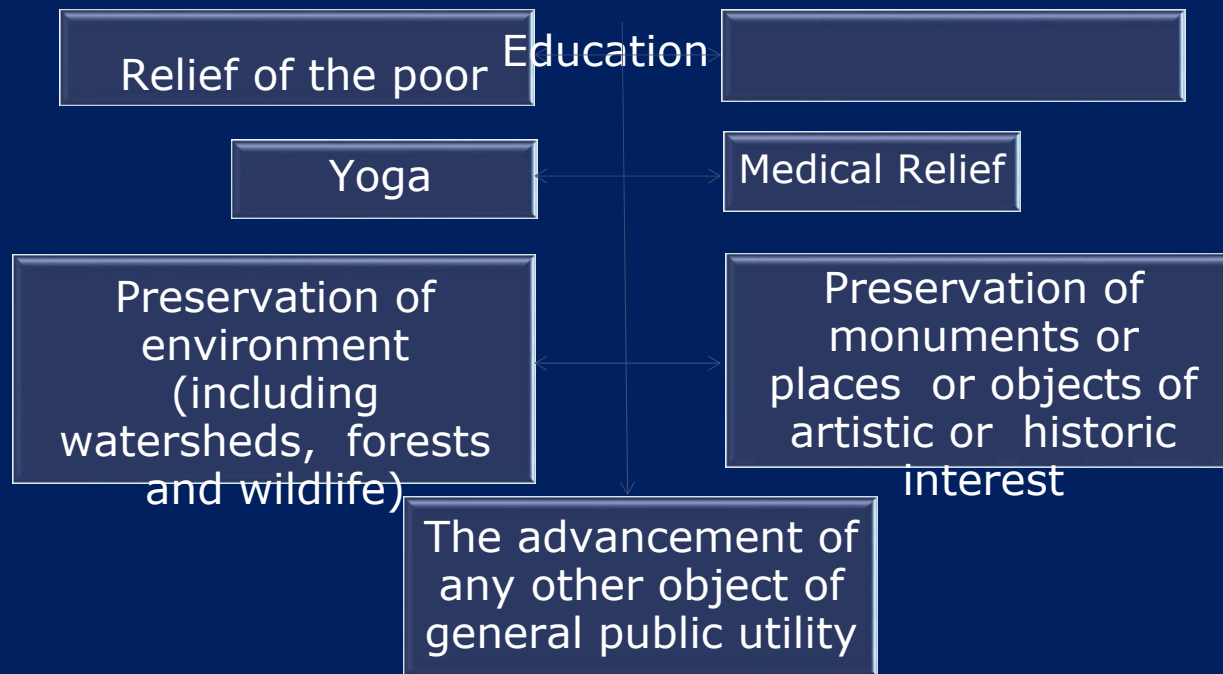 Relief of the poor
Education
Yoga
Medical Relief
Preservation of
environment
(including
watersheds, forests
and wildlife)
Preservation of
monuments or
places or objects of
artistic or historic
interest
The advancement of
any other object of
general public utility